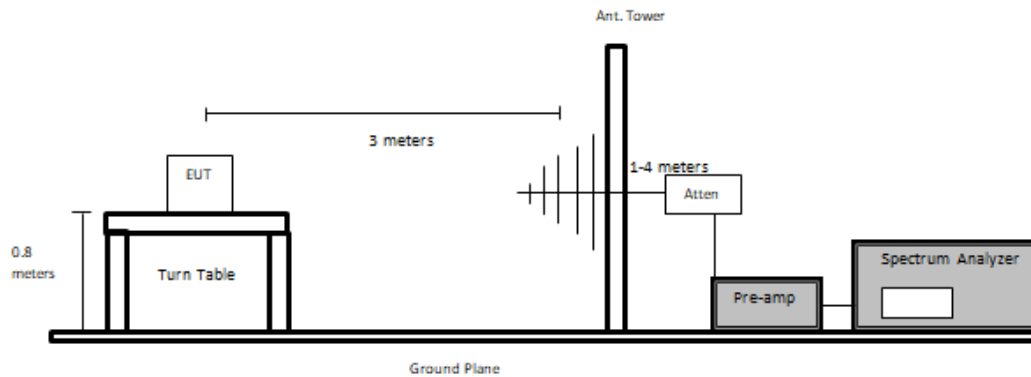 Ant. Tower
3 meters
1-4 meters
EUT
Atten
0.8
meters
Turn Table
Spectrum Analyzer
Pre-amp
Ground Plane